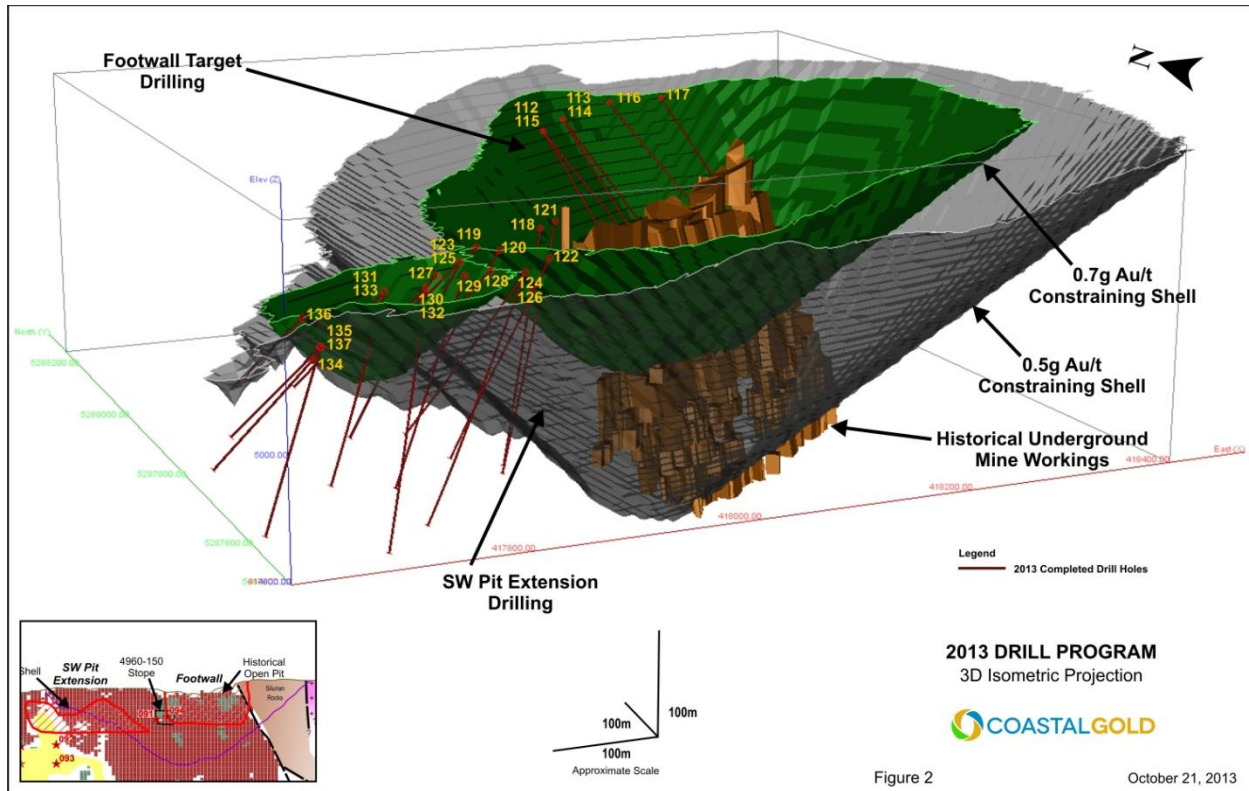 Footwall Target
Drilling
N
113 116 117
112 114
115
Elev (Z)
121
118
119
123 120
125 122
131 127 128 124
133 129 126
130
132
136
135
137
134
North (Y)
5288200.00
5288000.00
5287800.00
5287600.00
5000.00
417800.00
418000.00
418200.00
418400.00
East (X)
0.7g Au/t
Constraining Shell
0.5g Au/t
Constraining Shell
Historical Underground
Mine Workings
SW Pit Extension
Drilling
Legend
2013 Completed Drill Holes
Shell
SW Pit
Extension
4960-150
Stope
Footwall
Historical
Open Pit
Silurian
Rocks
091
094
092
093
100m
100m
100m
Approximate Scale
2013 DRILL PROGRAM
3D Isometric Projection
COASTALGOLD
Figure 2
October 21, 2013